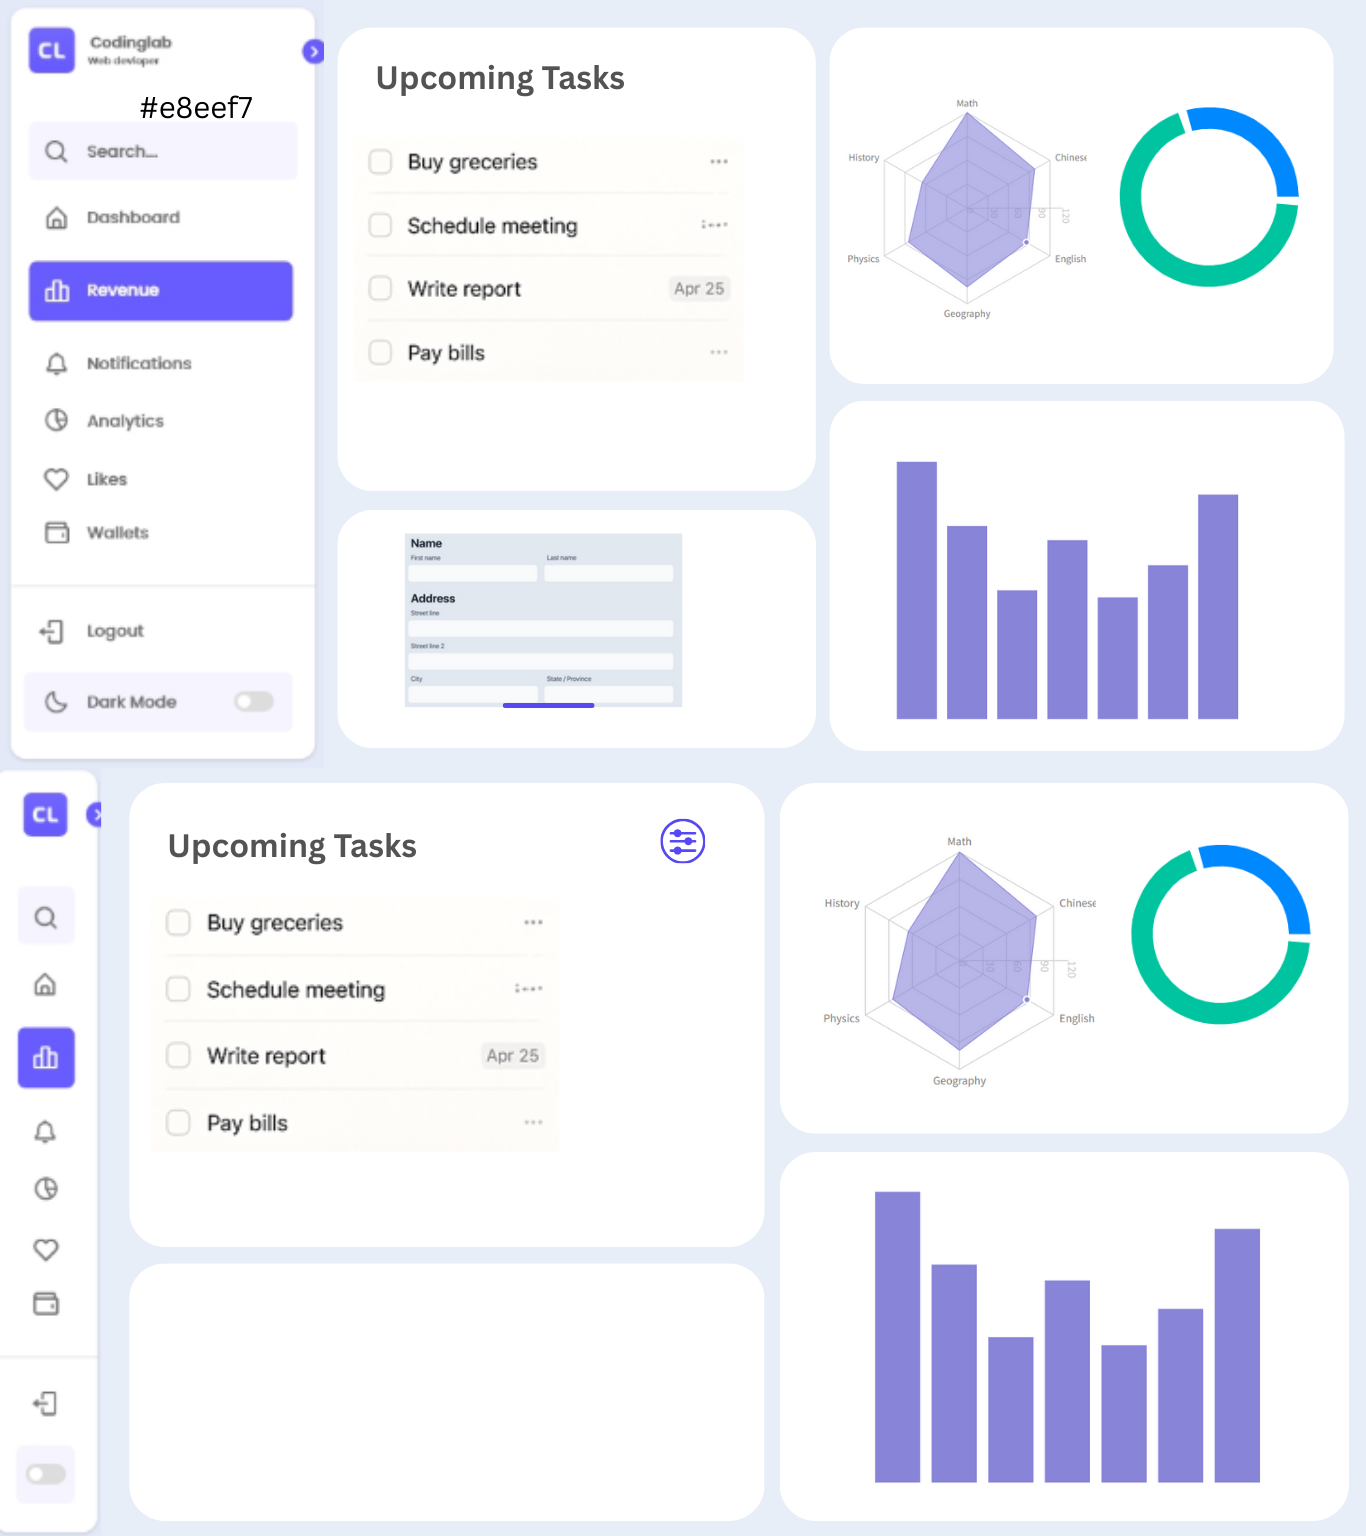 CL
Codinglab
Web devloper
#e8eef7
Search...
Dashboard
Revenue
Notifications
Analytics
Likes
Wallets
Logout
Dark Mode
Upcoming Tasks
Buy greceries
Schedule meeting
Write report Apr 25
Pay bills
Name
First name Last name
Address
Street line
Street line 2
City State / Province
Math
History Chinese
0 30 60 90 120
Physics English
Geography
CL
Upcoming Tasks
Buy greceries
Schedule meeting
Write report Apr 25
Pay bills
Math
History Chinese
0 30 60 90 120
Physics English
Geography